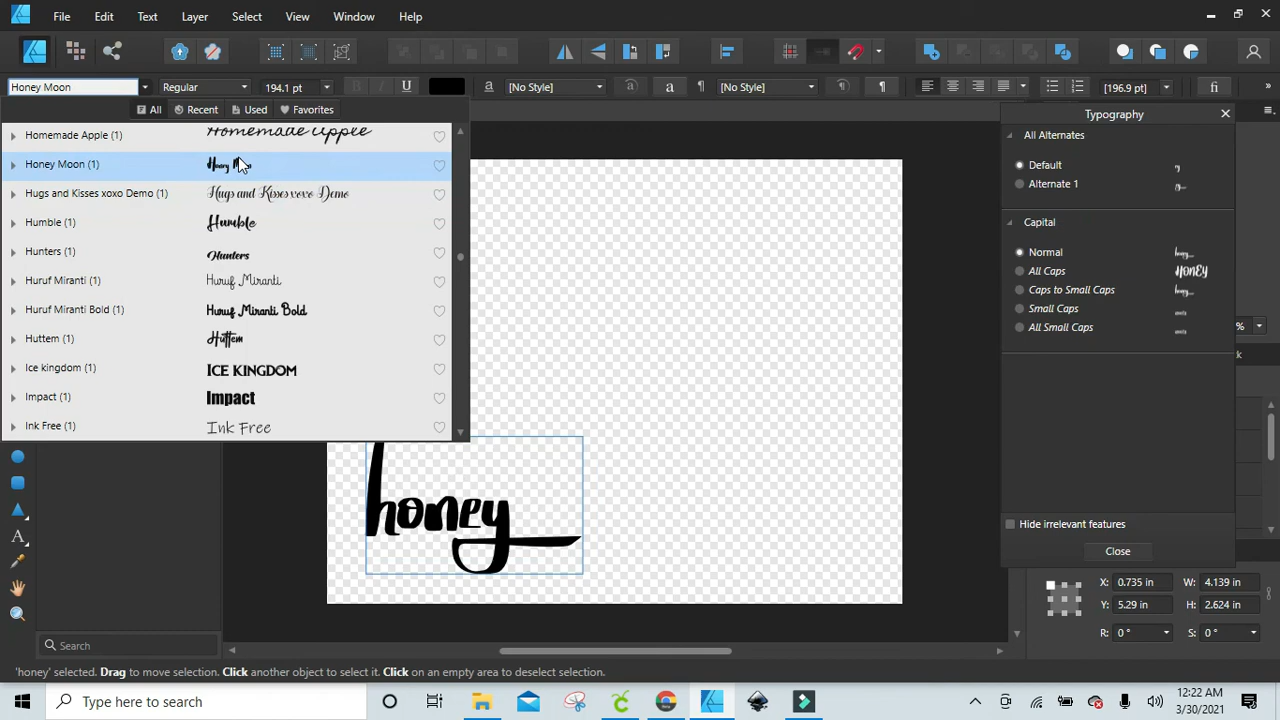 File Edit Text Layer Select View Window Help
Honey Moon Regular 194.1 pt B I U a [No Style] a a ¶ [No Style] ¶ [196.9 pt] fi
All Recent Used Favorites
Homemade Apple (1) Homemade Apple
Honey Moon (1)
Hugs and Kisses xoxo Demo (1) Hugs and Kisses xoxo Demo
Humble (1) Humble
Hunters (1) Hunters
Huruf Miranti (1) Huruf Miranti
Huruf Miranti Bold (1) Huruf Miranti Bold
Huttem (1) Huttem
Ice kingdom (1) ICE KINGDOM
Impact (1) Impact
Ink Free (1) Ink Free
honey
Typography
All Alternates
Default
Alternate 1
Capital
Normal honey
All Caps HONEY
Caps to Small Caps honey
Small Caps
All Small Caps
Hide irrelevant features
Close
%
k
X: 0.735 in W: 4.139 in
Y: 5.29 in H: 2.624 in
R: 0 ° S: 0 °
A
Search
'honey' selected. Drag to move selection. Click another object to select it. Click on an empty area to deselect selection.
Type here to search
12:22 AM
3/30/2021